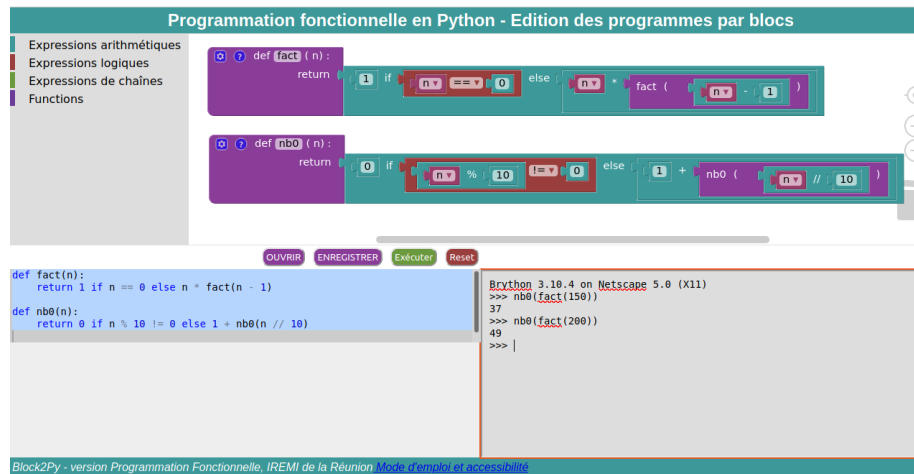 Programmation fonctionnelle en Python - Edition des programmes par blocs
Expressions arithmétiques
Expressions logiques
Expressions de chaînes
Functions
? def fact ( n ) :
return 1 if n ▾ == ▾ 0 else n ▾ * fact ( n ▾ - 1 )
? def nb0 ( n ) :
return 0 if n ▾ % 10 != ▾ 0 else 1 + nb0 ( n ▾ // 10 )
OUVRIR ENREGISTRER Exécuter Reset
def fact(n):
return 1 if n == 0 else n * fact(n - 1)
def nb0(n):
return 0 if n % 10 != 0 else 1 + nb0(n // 10)
Brython 3.10.4 on Netscape 5.0 (X11)
>>> nb0(fact(150))
37
>>> nb0(fact(200))
49
>>>
Block2Py - version Programmation Fonctionnelle, IREMI de la Réunion Mode d'emploi et accessibilité